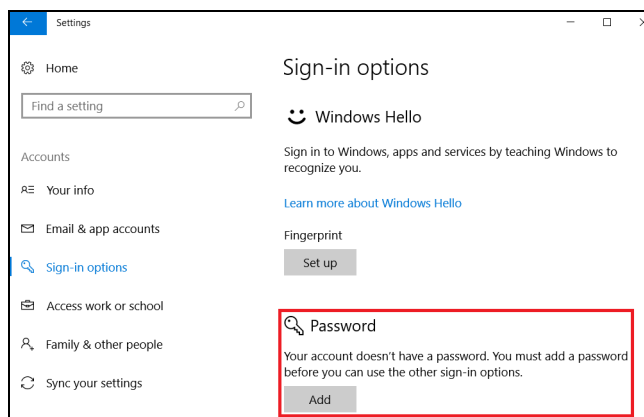 Settings
Home
Find a setting
Accounts
Your info
Email & app accounts
Sign-in options
Access work or school
Family & other people
Sync your settings
Sign-in options
Windows Hello
Sign in to Windows, apps and services by teaching Windows to
recognize you.
Learn more about Windows Hello
Fingerprint
Set up
Password
Your account doesn't have a password. You must add a password
before you can use the other sign-in options.
Add